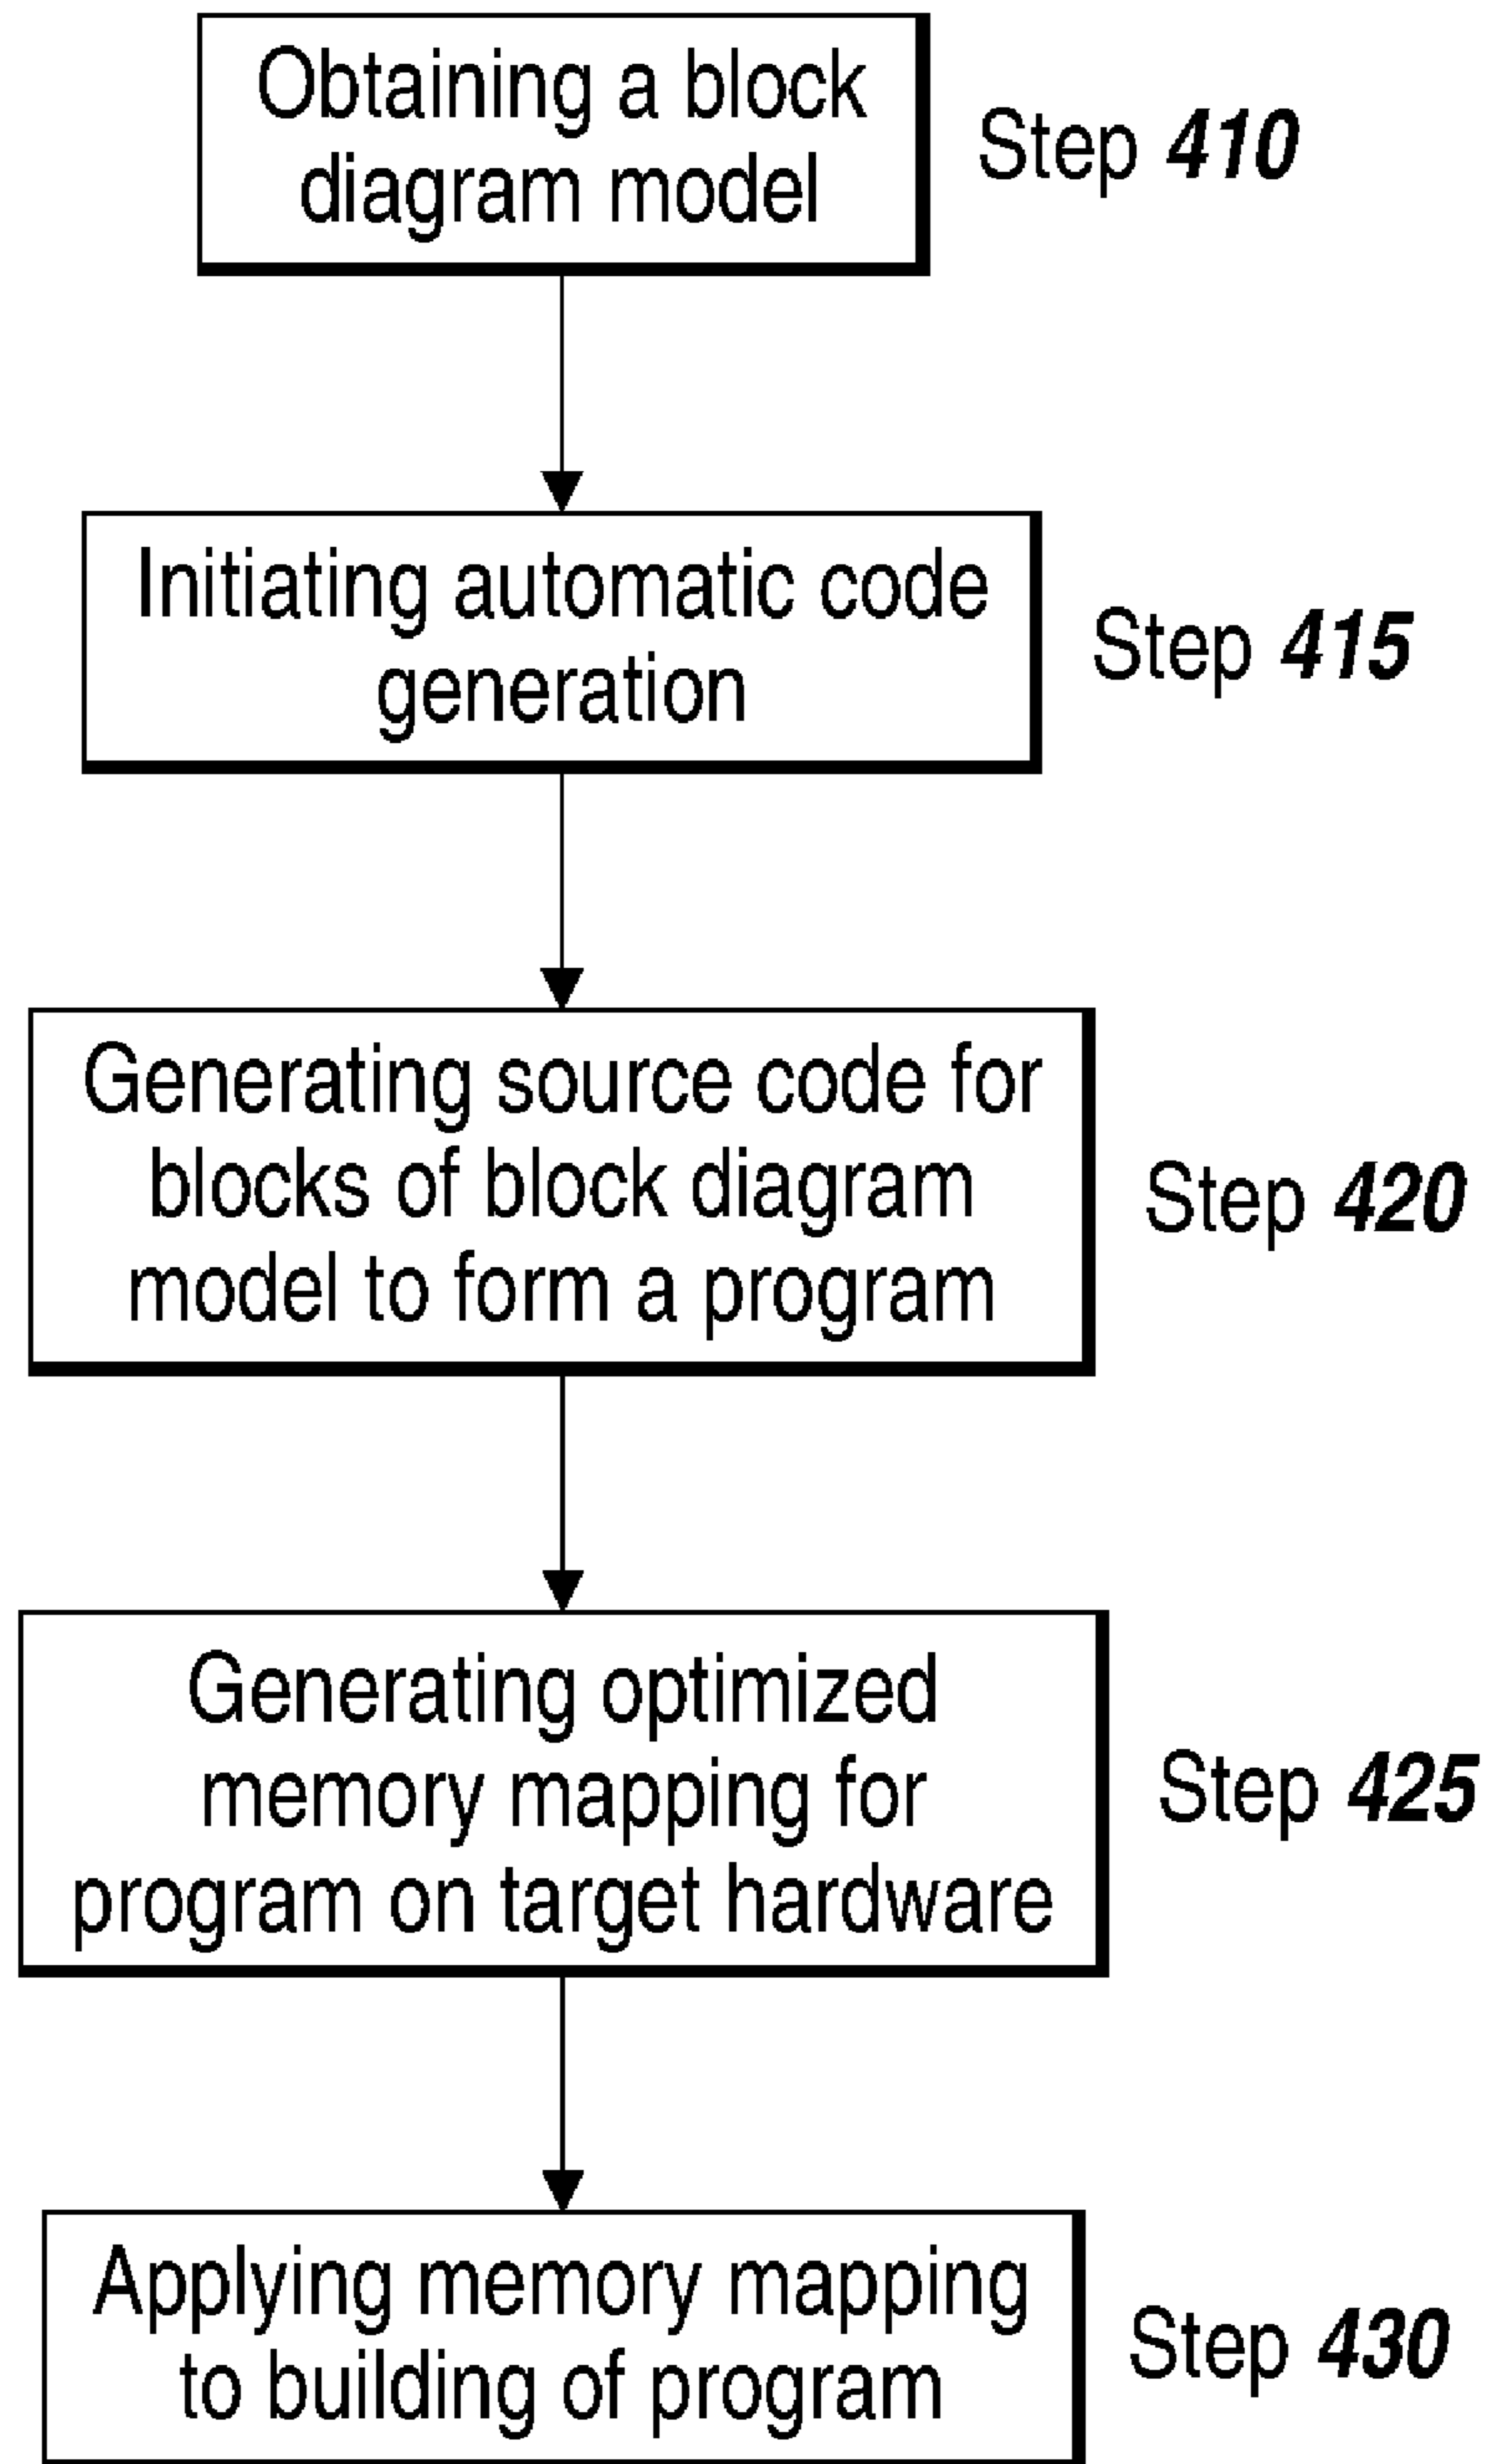 Obtaining a block
diagram model
Step 410
Initiating automatic code
generation
Step 415
Generating source code for
blocks of block diagram
model to form a program
Step 420
Generating optimized
memory mapping for
program on target hardware
Step 425
Applying memory mapping
to building of program
Step 430